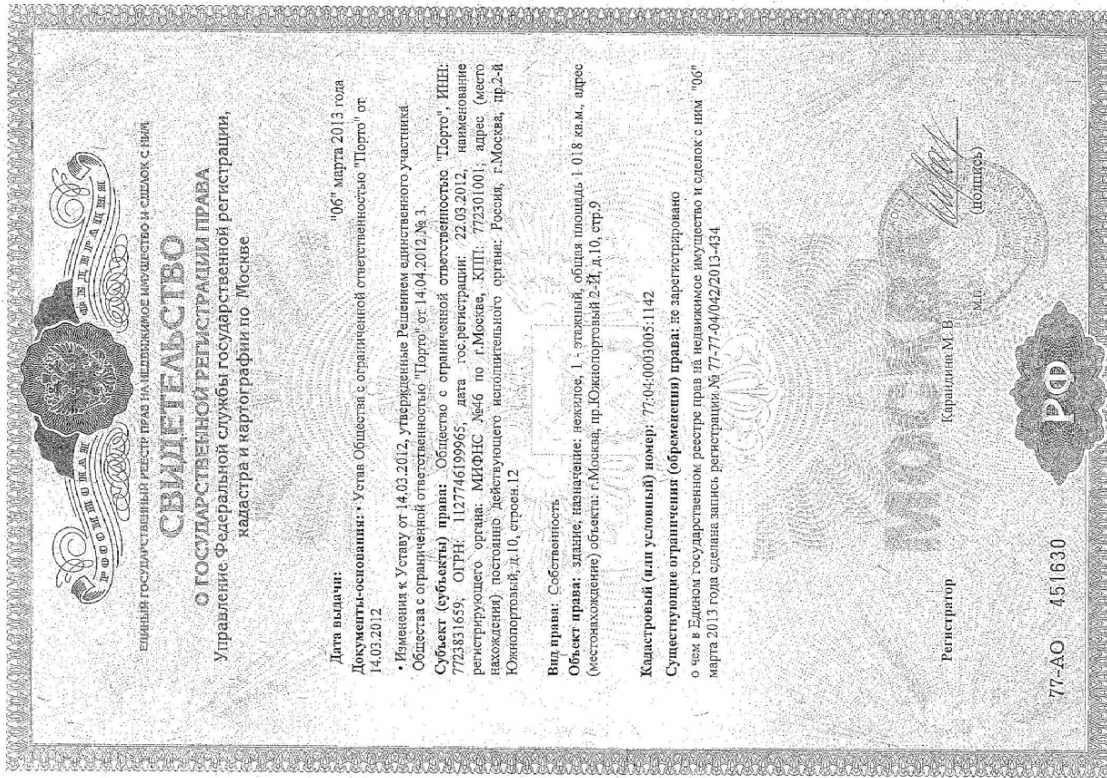 РОССИЙСКАЯ ФЕДЕРАЦИЯ
ЕДИНЫЙ ГОСУДАРСТВЕННЫЙ РЕЕСТР ПРАВ НА НЕДВИЖИМОЕ ИМУЩЕСТВО И СДЕЛОК С НИМ
СВИДЕТЕЛЬСТВО
О ГОСУДАРСТВЕННОЙ РЕГИСТРАЦИИ ПРАВА
Управление Федеральной службы государственной регистрации,
кадастра и картографии по Москве
Дата выдачи: "06" марта 2013 года
Документы-основания: • Устав Общества с ограниченной ответственностью "Порто" от
14.03.2012
• Изменения к Уставу от 14.03.2012, утвержденные Решением единственного участника
Общества с ограниченной ответственностью "Порто" от 14.04.2012 № 3
Субъект (субъекты) права: Общество с ограниченной ответственностью "Порто", ИНН:
7723831659, ОГРН: 1127746199965, дата гос.регистрации: 22.03.2012, наименование
регистрирующего органа: МИФНС №46 по г.Москве, КПП: 772301001; адрес (место
нахождения) постоянно действующего исполнительного органа: Россия, г.Москва, пр.2-й
Южнопортовый, д.10, строен.12
Вид права: Собственность
Объект права: здание, назначение: нежилое, 1 - этажный, общая площадь 1 018 кв.м., адрес
(местонахождение) объекта: г.Москва, пр.Южнопортовый 2-Й, д.10, стр.9
Кадастровый (или условный) номер: 77:04:0003005:1142
Существующие ограничения (обременения) права: не зарегистрировано
о чем в Едином государственном реестре прав на недвижимое имущество и сделок с ним "06"
марта 2013 года сделана запись регистрации № 77-77-04/042/2013-434
Регистратор Карандина М. В.
(подпись)
М.П.
РФ
77-АО 451630